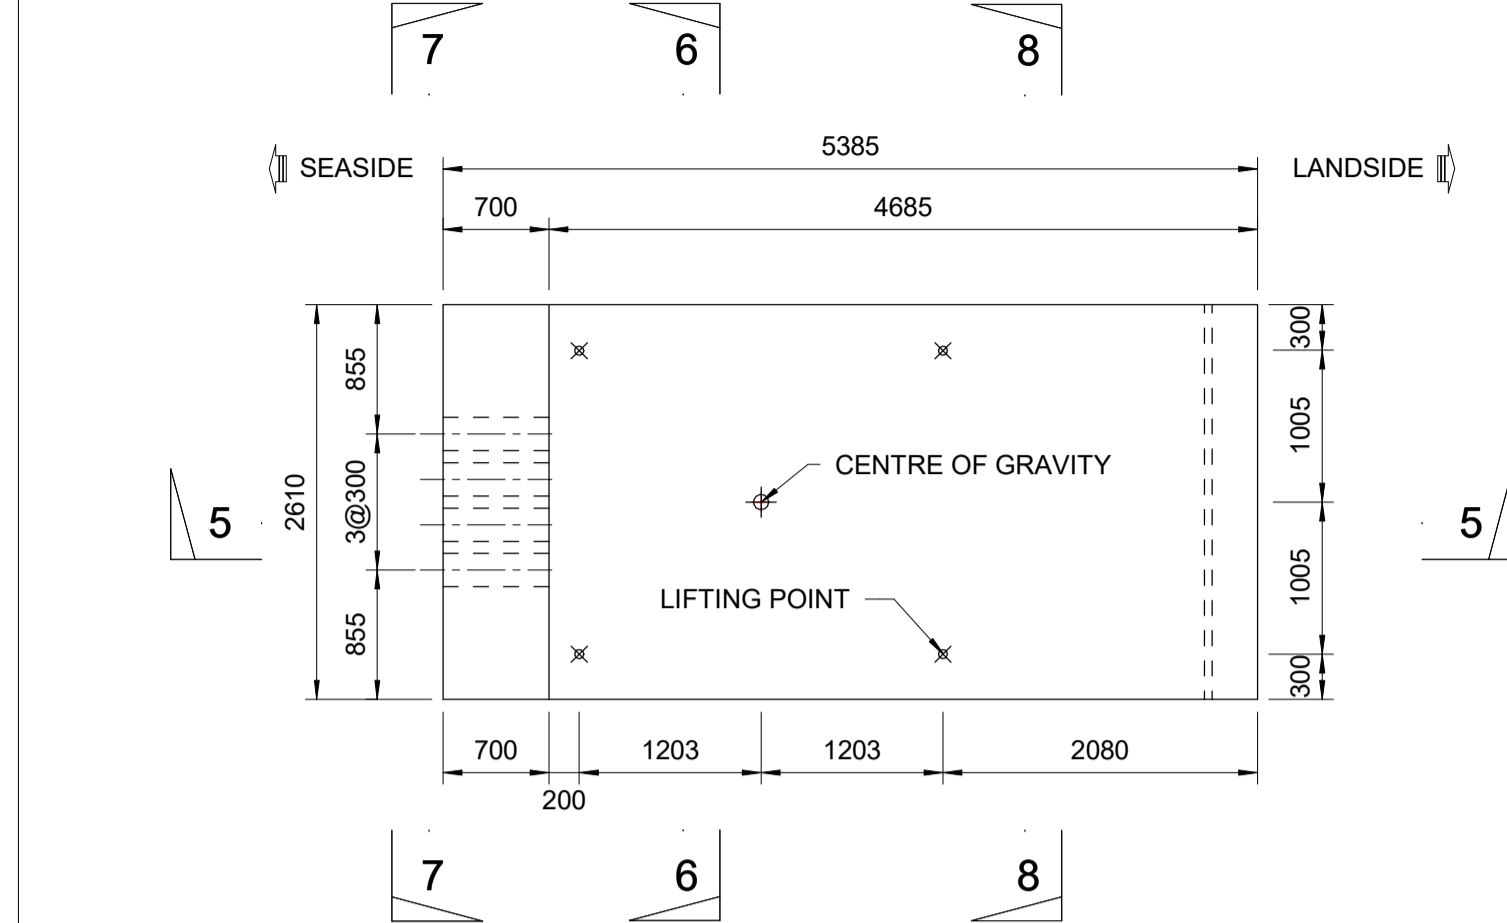 7 6 8
5385
SEASIDE LANDSIDE
700 4685
300
855
1005
CENTRE OF GRAVITY
2610 3@300
5 5
1005
LIFTING POINT
855
300
700 1203 1203 2080
200
7 6 8